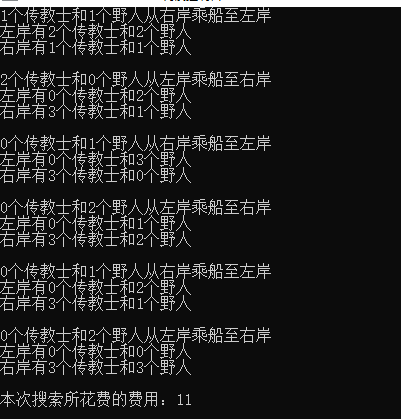 1个传教士和1个野人从右岸乘船至左岸
左岸有2个传教士和2个野人
右岸有1个传教士和1个野人
2个传教士和0个野人从左岸乘船至右岸
左岸有0个传教士和2个野人
右岸有3个传教士和1个野人
0个传教士和1个野人从右岸乘船至左岸
左岸有0个传教士和3个野人
右岸有3个传教士和0个野人
0个传教士和2个野人从左岸乘船至右岸
左岸有0个传教士和1个野人
右岸有3个传教士和2个野人
0个传教士和1个野人从右岸乘船至左岸
左岸有0个传教士和2个野人
右岸有3个传教士和1个野人
0个传教士和2个野人从左岸乘船至右岸
左岸有0个传教士和0个野人
右岸有3个传教士和3个野人
本次搜索所花费的费用：11